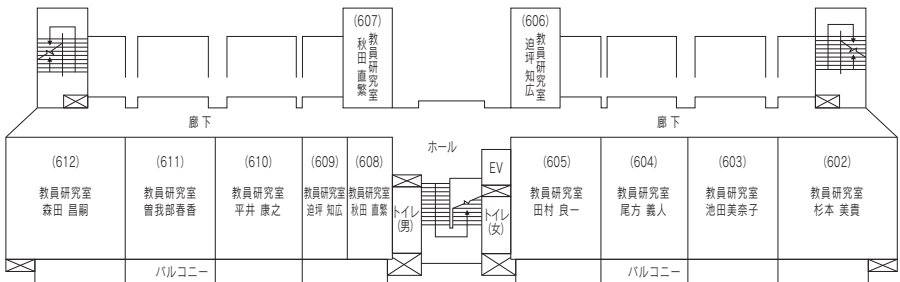 (607)
教員研究室
秋田 直繁
(606)
教員研究室
迫坪 知広
廊下
ホール
廊下
(612)
教員研究室
森田 昌嗣
(611)
教員研究室
曽我部春香
(610)
教員研究室
平井 康之
(609)
教員研究室
迫坪 知広
(608)
教員研究室
秋田 直繁
トイレ
(男)
EV
トイレ
(女)
(605)
教員研究室
田村 良一
(604)
教員研究室
尾方 義人
(603)
教員研究室
池田美奈子
(602)
教員研究室
杉本 美貴
バルコニー
バルコニー